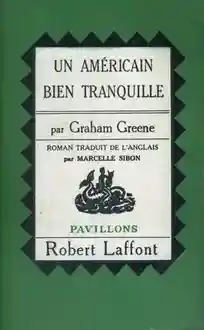 UN AMÉRICAIN
BIEN TRANQUILLE
par Graham Greene
ROMAN TRADUIT DE L'ANGLAIS
par MARCELLE SIBON
PAVILLONS
Robert Laffont